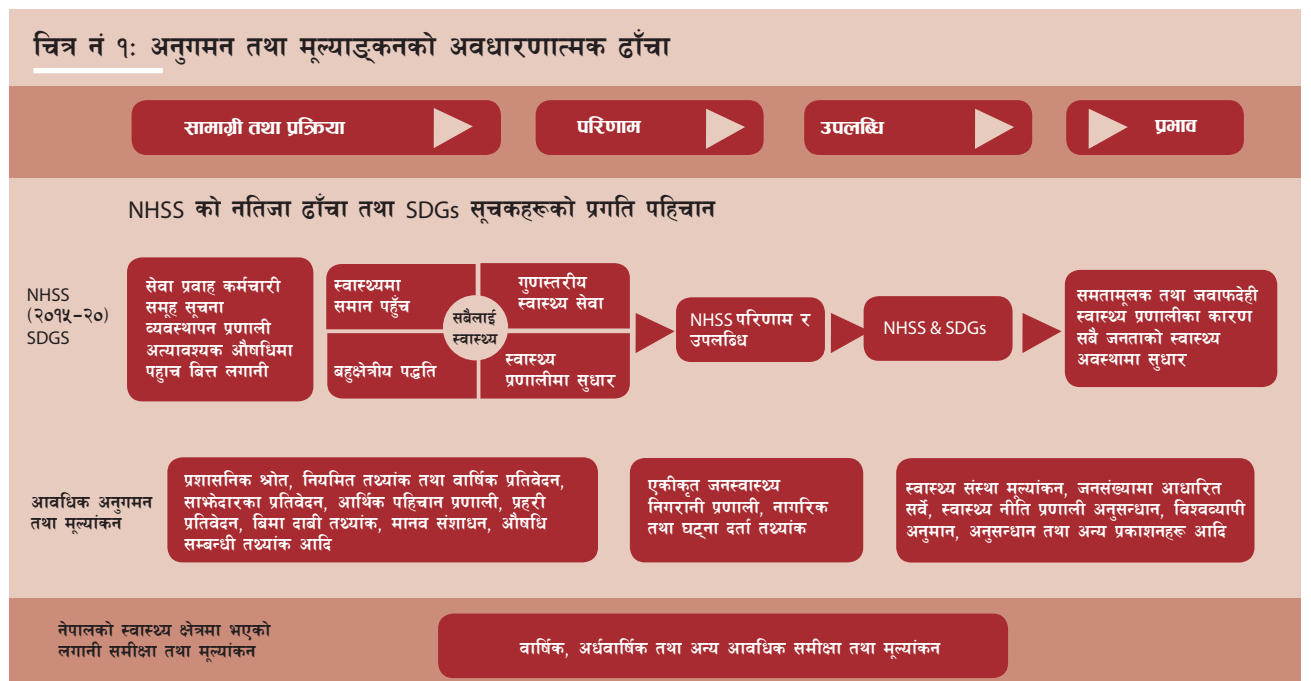 चित्र नं १: अनुगमन तथा मूल्याङ्कनको अवधारणात्मक ढाँचा
सामाग्री तथा प्रक्रिया
परिणाम
उपलब्धि
प्रभाव
NHSS को नतिजा ढाँचा तथा SDGs सूचकहरूको प्रगति पहिचान
NHSS
(२०१५–२०)
SDGS
सेवा प्रवाह कर्मचारी
समूह सूचना
व्यवस्थापन प्रणाली
अत्यावश्यक औषधिमा
पहुाच बित्त लगानी
स्वास्थ्यमा
समान पहुँच
गुणस्तरीय
स्वास्थ्य सेवा
सबैलाई
स्वास्थ्य
बहुक्षेत्रीय पद्धति
स्वास्थ्य
प्रणालीमा सुधार
NHSS परिणाम र
उपलब्धि
NHSS & SDGs
समतामूलक तथा जवाफदेही
स्वास्थ्य प्रणालीका कारण
सबै जनताको स्वास्थ्य
अवस्थामा सुधार
आवधिक अनुगमन
तथा मूल्यांकन
प्रशासनिक श्रोत, नियमित तथ्यांक तथा वार्षिक प्रतिवेदन,
साझेदारका प्रतिवेदन, आर्थिक पहिचान प्रणाली, प्रहरी
प्रतिवेदन, बिमा दाबी तथ्यांक, मानव संशाधन, औषधि
सम्बन्धी तथ्यांक आदि
एकीकृत जनस्वास्थ्य
निगरानी प्रणाली, नागरिक
तथा घट्ना दर्ता तथ्यांक
स्वास्थ्य संस्था मूल्यांकन, जनसंख्यामा आधारित
सर्वे, स्वास्थ्य नीति प्रणाली अनुसन्धान, विश्वव्यापी
अनुमान, अनुसन्धान तथा अन्य प्रकाशनहरू आदि
नेपालको स्वास्थ्य क्षेत्रमा भएको
लगानी समीक्षा तथा मूल्यांकन
वार्षिक, अर्धवार्षिक तथा अन्य आवधिक समीक्षा तथा मूल्यांकन